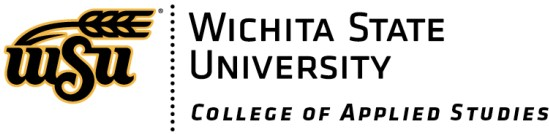 WSU
®
WICHITA STATE
UNIVERSITY
COLLEGE OF APPLIED STUDIES